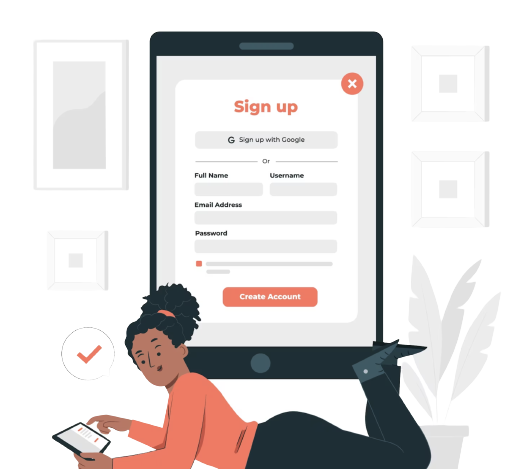 Sign up
G Sign up with Google
Or
Full Name Username
Email Address
Password
Create Account